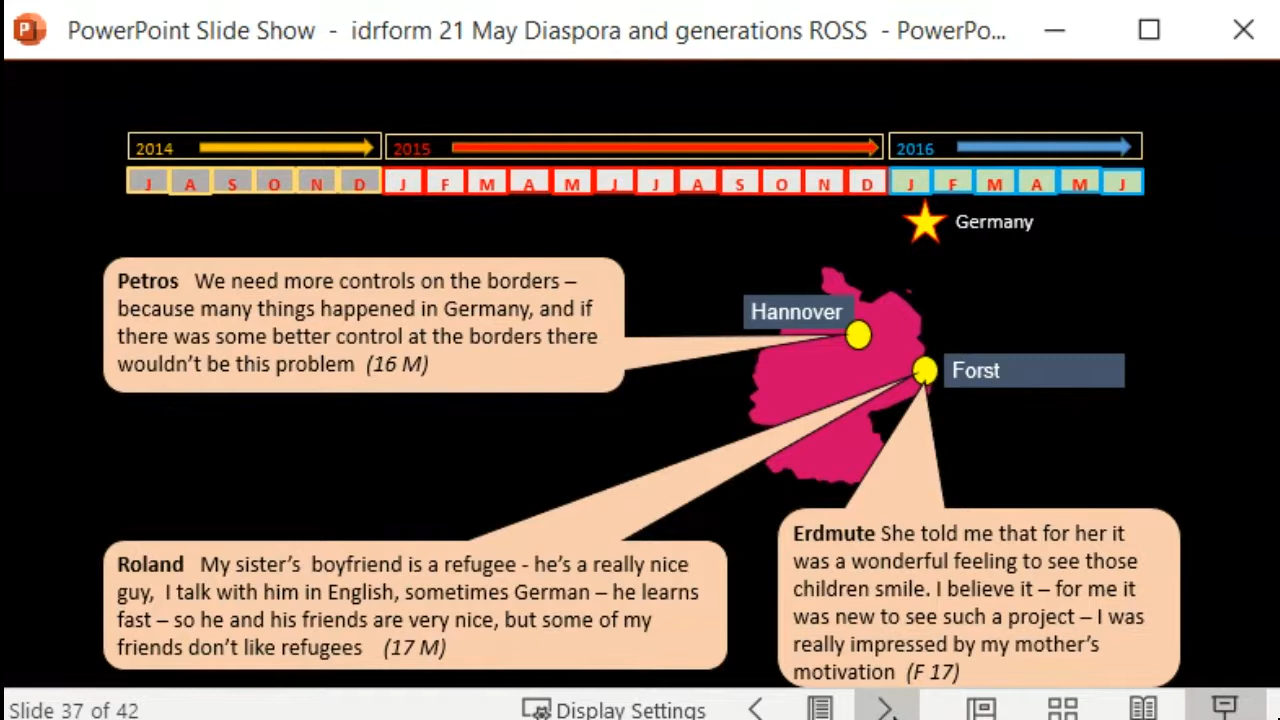 PowerPoint Slide Show - idrform 21 May Diaspora and generations ROSS - PowerPo...
2014 2015 2016
J A S O N D J F M A M J J A S O N D J F M A M J
Germany
Petros We need more controls on the borders –
because many things happened in Germany, and if
there was some better control at the borders there
wouldn't be this problem (16 M)
Hannover
Forst
Roland My sister's boyfriend is a refugee - he's a really nice
guy, I talk with him in English, sometimes German – he learns
fast – so he and his friends are very nice, but some of my
friends don't like refugees (17 M)
Erdmute She told me that for her it
was a wonderful feeling to see those
children smile. I believe it – for me it
was new to see such a project – I was
really impressed by my mother's
motivation (F 17)
Slide 37 of 42 Display Settings